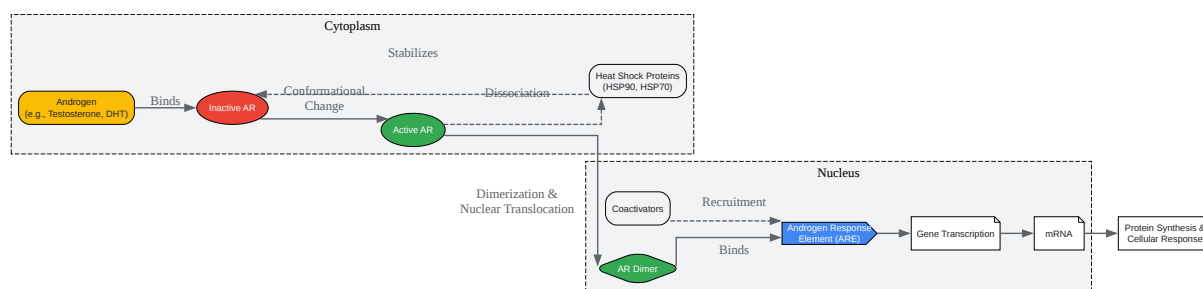 Cytoplasm
Stabilizes
Heat Shock Proteins
(HSP90, HSP70)
Androgen
(e.g., Testosterone, DHT)
Binds
Inactive AR
Conformational
Change
Dissociation
Active AR
Nucleus
Dimerization &
Nuclear Translocation
Coactivators
Recruitment
Androgen Response
Element (ARE)
Gene Transcription
mRNA
Protein Synthesis &
Cellular Response
Binds
AR Dimer